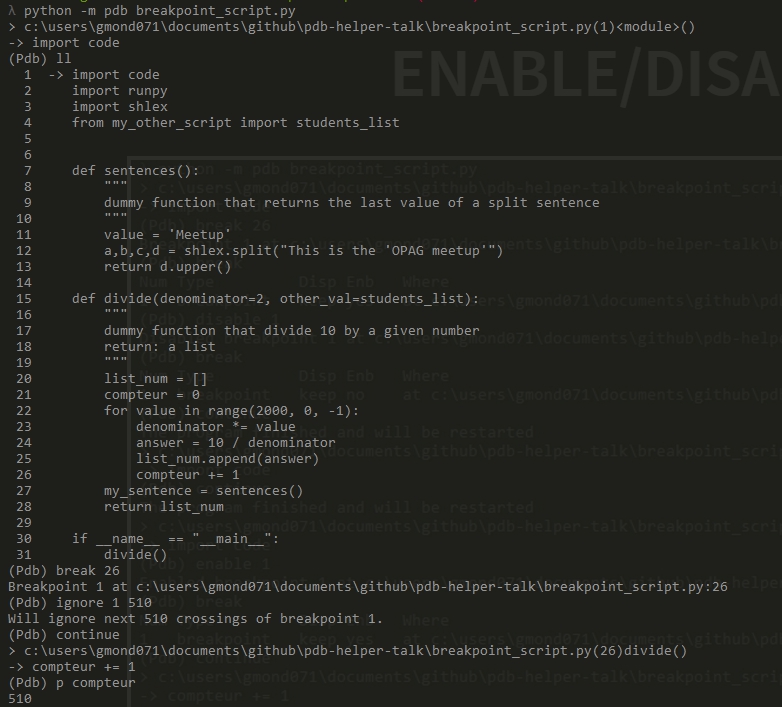 λ python -m pdb breakpoint_script.py
> c:\users\gmond071\documents\github\pdb-helper-talk\breakpoint_script.py(1)<module>()
-> import code
(Pdb) ll
  1  -> import code
  2     import runpy
  3     import shlex
  4     from my_other_script import students_list
  5
  6
  7     def sentences():
  8         """
  9         dummy function that returns the last value of a split sentence
 10         """
 11         value = 'Meetup'
 12         a,b,c,d = shlex.split("This is the 'OPAG meetup'")
 13         return d.upper()
 14
 15     def divide(denominator=2, other_val=students_list):
 16         """
 17         dummy function that divide 10 by a given number
 18         return: a list
 19         """
 20         list_num = []
 21         compteur = 0
 22         for value in range(2000, 0, -1):
 23             denominator *= value
 24             answer = 10 / denominator
 25             list_num.append(answer)
 26             compteur += 1
 27         my_sentence = sentences()
 28         return list_num
 29
 30     if __name__ == "__main__":
 31         divide()
(Pdb) break 26
Breakpoint 1 at c:\users\gmond071\documents\github\pdb-helper-talk\breakpoint_script.py:26
(Pdb) ignore 1 510
Will ignore next 510 crossings of breakpoint 1.
(Pdb) continue
> c:\users\gmond071\documents\github\pdb-helper-talk\breakpoint_script.py(26)divide()
-> compteur += 1
(Pdb) p compteur
510
ENABLE/DISA